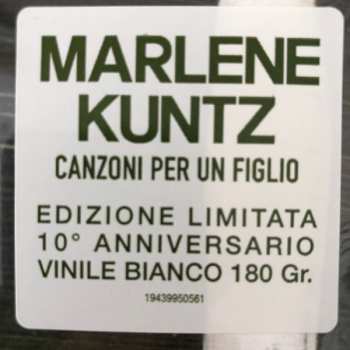 MARLENE
KUNTZ
CANZONI PER UN FIGLIO
EDIZIONE LIMITATA
10° ANNIVERSARIO
VINILE BIANCO 180 Gr.
19439950561